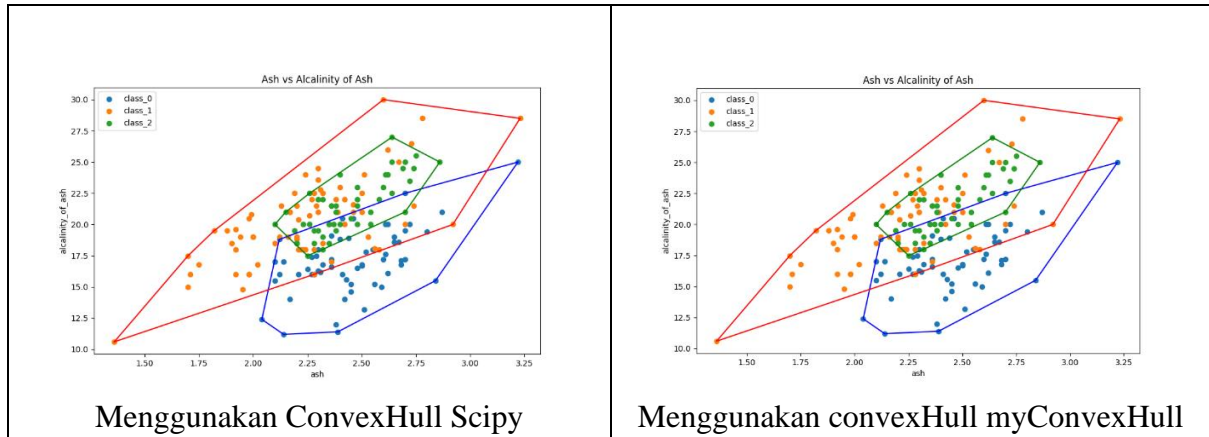 Ash vs Alcalinity of Ash
class_0
class_1
class_2
30.0
27.5
25.0
22.5
20.0
17.5
15.0
12.5
10.0
alcalinity_of_ash
1.50
1.75
2.00
2.25
2.50
2.75
3.00
3.25
ash
Menggunakan ConvexHull Scipy
Ash vs Alcalinity of Ash
class_0
class_1
class_2
30.0
27.5
25.0
22.5
20.0
17.5
15.0
12.5
10.0
alcalinity_of_ash
1.50
1.75
2.00
2.25
2.50
2.75
3.00
3.25
ash
Menggunakan convexHull myConvexHull